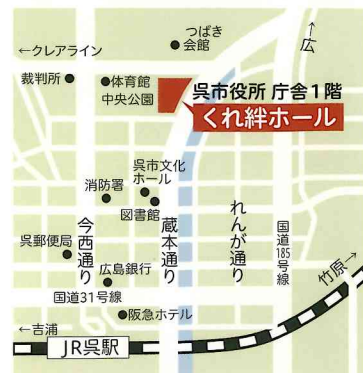 つばき
会館
←クレアライン
→広
裁判所
体育館
中央公園
呉市役所 庁舎1階
くれ絆ホール
呉市文化
ホール
消防署
図書館
今西通り
蔵本通り
れんが通り
国道185号線
呉郵便局
広島銀行
国道31号線
竹原→
阪急ホテル
←吉浦
JR呉駅